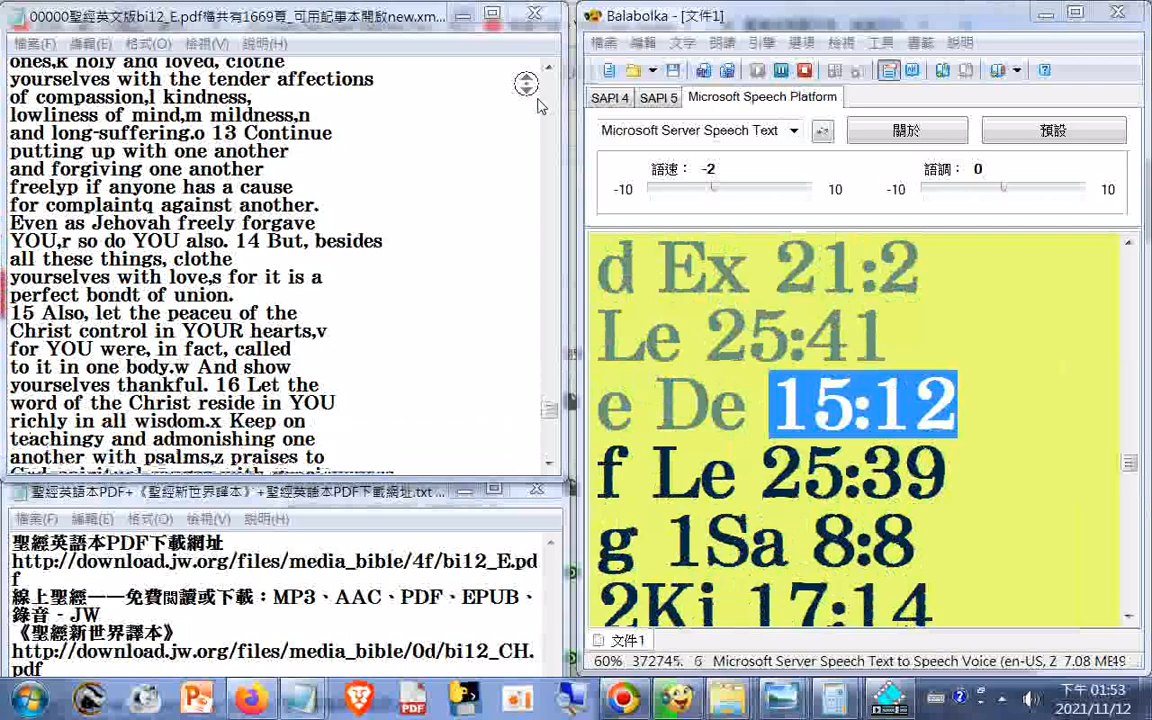 00000聖經英文版bi12_E.pdf檔共有1669頁_可用記事本開啟new.xm...
檔案(F) 編輯(E) 格式(O) 檢視(V) 說明(H)
ones,k holy and loved, clothe
yourselves with the tender affections
of compassion,l kindness,
lowliness of mind,m mildness,n
and long-suffering.o 13 Continue
putting up with one another
and forgiving one another
freelyp if anyone has a cause
for complaintq against another.
Even as Jehovah freely forgave
YOU,r so do YOU also. 14 But, besides
all these things, clothe
yourselves with love,s for it is a
perfect bondt of union.
15 Also, let the peaceu of the
Christ control in YOUR hearts,v
for YOU were, in fact, called
to it in one body.w And show
yourselves thankful. 16 Let the
word of the Christ reside in YOU
richly in all wisdom.x Keep on
teachingy and admonishing one
another with psalms,z praises to
聖經英語本PDF+《聖經新世界譯本》+聖經英語本PDF下載網址.txt ...
檔案(F) 編輯(E) 格式(O) 檢視(V) 說明(H)
聖經英語本PDF下載網址
http://download.jw.org/files/media_bible/4f/bi12_E.pd
f
線上聖經——免費閱讀或下載：MP3、AAC、PDF、EPUB、
錄音 - JW
《聖經新世界譯本》
http://download.jw.org/files/media_bible/0d/bi12_CH.
pdf
Balabolka - [文件1]
檔案 編輯 文字 朗讀 引擎 選項 檢視 工具 書籤 說明
SAPI 4 SAPI 5 Microsoft Speech Platform
Microsoft Server Speech Text 關於 預設
語速： -2 語調： 0
-10 10 -10 10
d Ex 21:2
Le 25:41
e De 15:12
f Le 25:39
g 1Sa 8:8
2Ki 17:14
文件1
60% 372745. 6 Microsoft Server Speech Text to Speech Voice (en-US, Z 7.08 ME
下午 01:53
2021/11/12